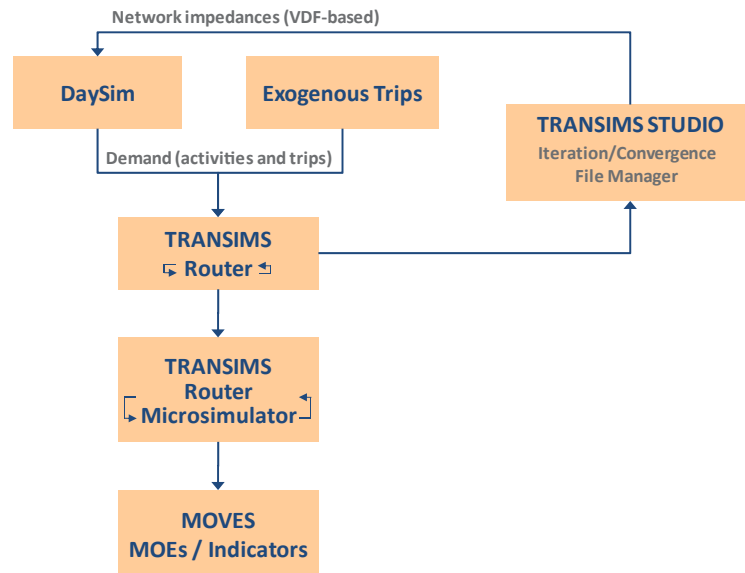 Network impedances (VDF-based)
DaySim
Exogenous Trips
TRANSIMS STUDIO
Iteration/Convergence
File Manager
Demand (activities and trips)
TRANSIMS
Router
TRANSIMS
Router
Microsimulator
MOVES
MOEs / Indicators